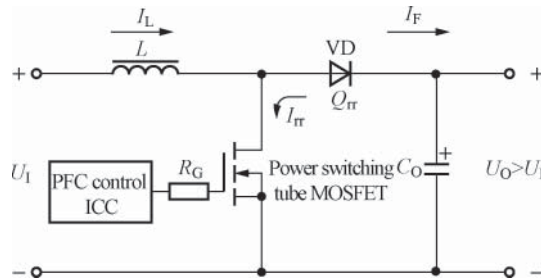 I_L
L
VD
Q_rr
I_F
I_rr
+
+
+
U_I
PFC control
ICC
R_G
Power switching
tube MOSFET
C_O
U_O>U_I
−
−